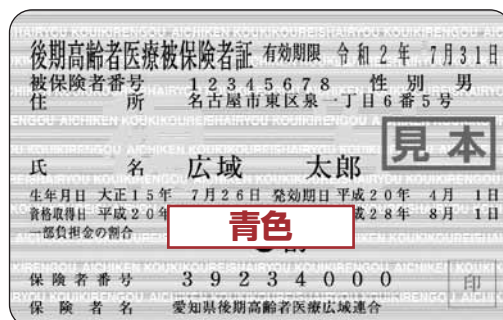 後期高齢者医療被保険者証 有効期限 令和2年 7月31日
被保険者番号 12345678 性別 男
住所 名古屋市東区泉一丁目6番5号
見本
氏名 広域 太郎
生年月日 大正15年 7月26日 発効期日 平成20年 4月 1日
資格取得日 平成20年 成28年 8月 1日
青色
一部負担金の割合
保険者番号 39234000
印
保険者名 愛知県後期高齢者医療広域連合